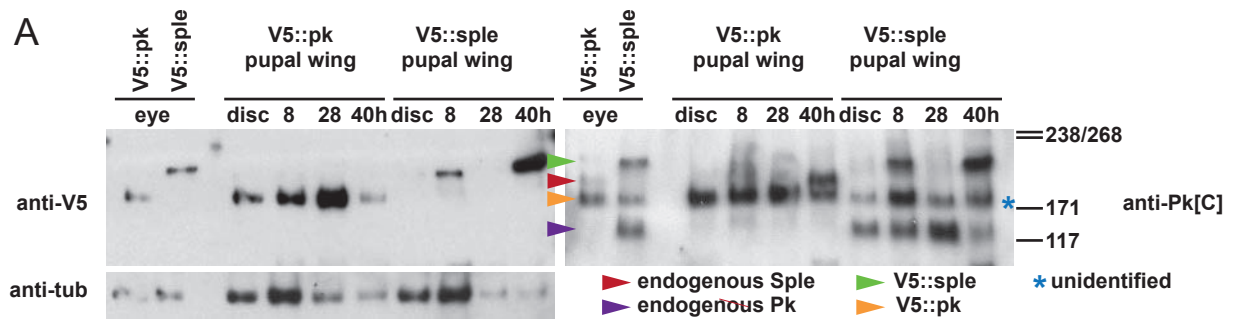 A
V5::pk
V5::sple
V5::pk
pupal wing
V5::sple
pupal wing
V5::pk
V5::sple
V5::pk
pupal wing
V5::sple
pupal wing
eye
disc 8 28 40h
disc 8 28 40h
eye
disc 8 28 40h
disc 8 28 40h
238/268
anti-V5
*
171
anti-Pk[C]
117
anti-tub
endogenous Sple
V5::sple
* unidentified
endogenous Pk
V5::pk